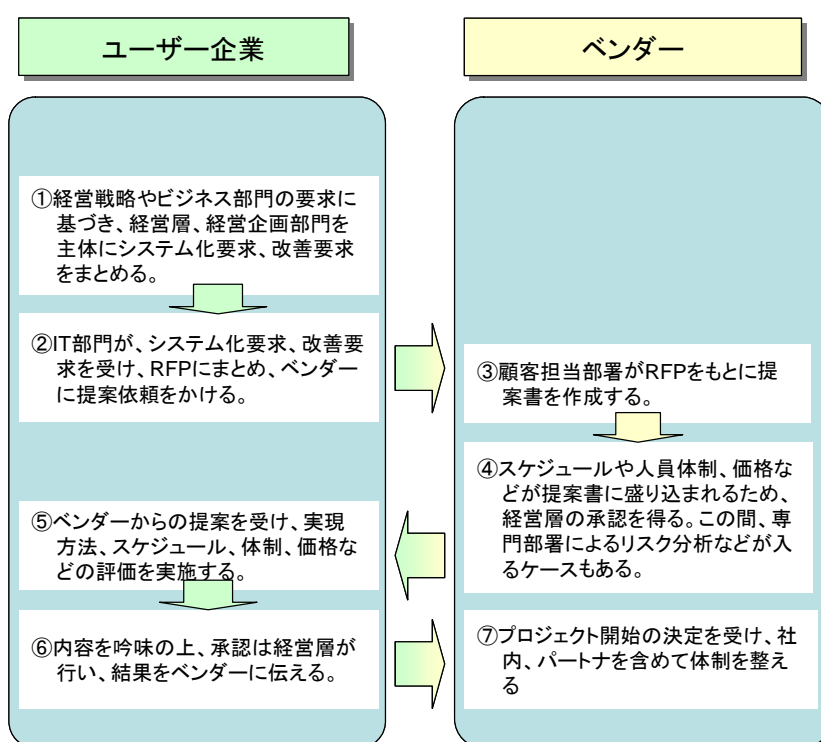 ユーザー企業
ベンダー
①経営戦略やビジネス部門の要求に
基づき、経営層、経営企画部門を
主体にシステム化要求、改善要求
をまとめる。
②IT部門が、システム化要求、改善要
求を受け、RFPにまとめ、ベンダー
に提案依頼をかける。
③顧客担当部署がRFPをもとに提
案書を作成する。
④スケジュールや人員体制、価格な
どが提案書に盛り込まれるため、
経営層の承認を得る。この間、専
門部署によるリスク分析などが入
るケースもある。
⑤ベンダーからの提案を受け、実現
方法、スケジュール、体制、価格な
どの評価を実施する。
⑥内容を吟味の上、承認は経営層が
行い、結果をベンダーに伝える。
⑦プロジェクト開始の決定を受け、社
内、パートナを含めて体制を整え
る